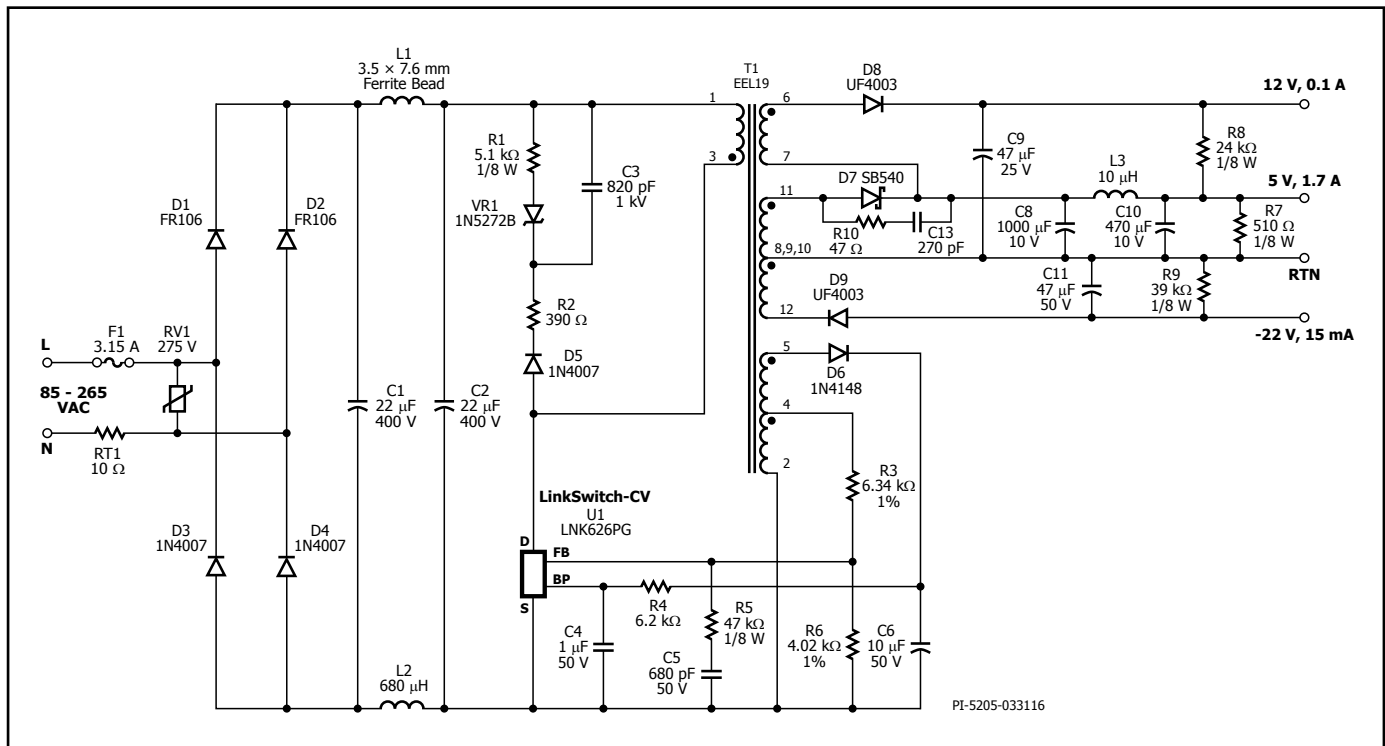 L1
3.5 × 7.6 mm
Ferrite Bead
T1
EEL19
D8
UF4003
12 V, 0.1 A
1
3
6
7
R1
5.1 kΩ
1/8 W
C3
820 pF
1 kV
VR1
1N5272B
C9
47 μF
25 V
R8
24 kΩ
1/8 W
D7 SB540
L3
10 μH
5 V, 1.7 A
11
R10
47 Ω
C13
270 pF
C8
1000 μF
10 V
C10
470 μF
10 V
R7
510 Ω
1/8 W
D1
FR106
D2
FR106
8,9,10
RTN
R2
390 Ω
D9
UF4003
C11
47 μF
50 V
R9
39 kΩ
1/8 W
12
-22 V, 15 mA
F1
3.15 A
RV1
275 V
L
85 - 265
VAC
N
RT1
10 Ω
D5
1N4007
5
D6
1N4148
4
2
C1
22 μF
400 V
C2
22 μF
400 V
R3
6.34 kΩ
1%
LinkSwitch-CV
U1
LNK626PG
D
FB
BP
S
D3
1N4007
D4
1N4007
R4
6.2 kΩ
R5
47 kΩ
1/8 W
C4
1 μF
50 V
C5
680 pF
50 V
R6
4.02 kΩ
1%
C6
10 μF
50 V
L2
680 μH
PI-5205-033116